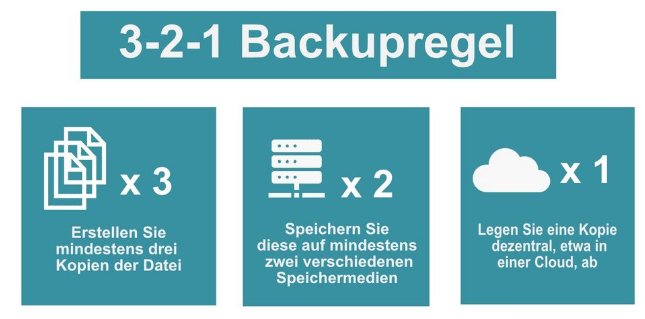 3-2-1 Backupregel
x 3
Erstellen Sie
mindestens drei
Kopien der Datei
x 2
Speichern Sie
diese auf mindestens
zwei verschiedenen
Speichermedien
x 1
Legen Sie eine Kopie
dezentral, etwa in
einer Cloud, ab